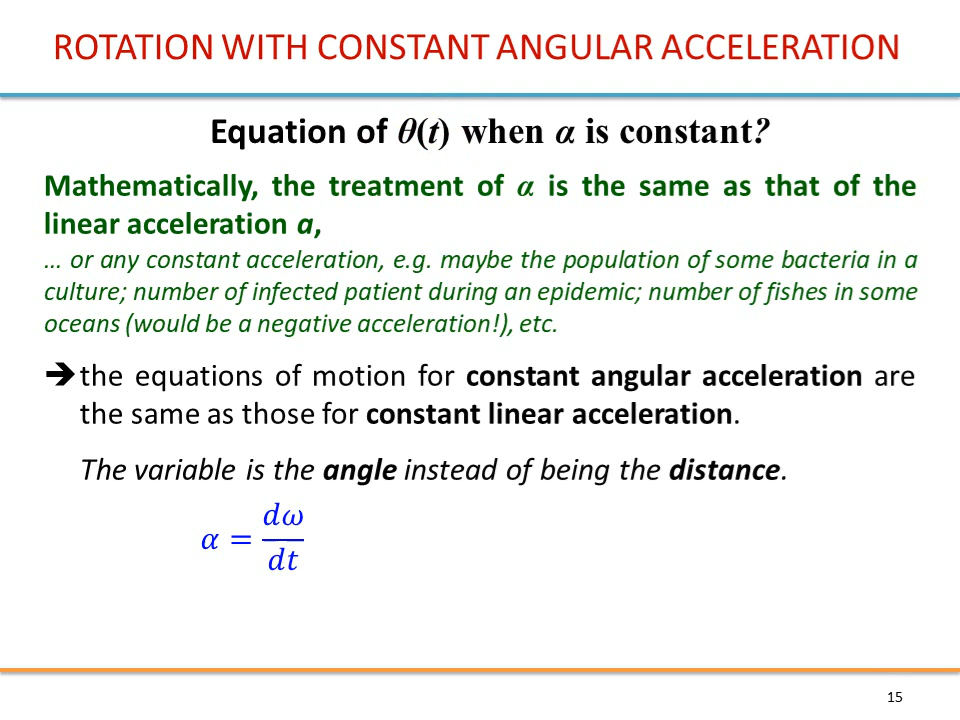 ROTATION WITH CONSTANT ANGULAR ACCELERATION
Equation of θ(t) when α is constant?
Mathematically, the treatment of α is the same as that of the
linear acceleration a,
… or any constant acceleration, e.g. maybe the population of some bacteria in a
culture; number of infected patient during an epidemic; number of fishes in some
oceans (would be a negative acceleration!), etc.
➔ the equations of motion for constant angular acceleration are
the same as those for constant linear acceleration.
The variable is the angle instead of being the distance.
α = dω/dt
15